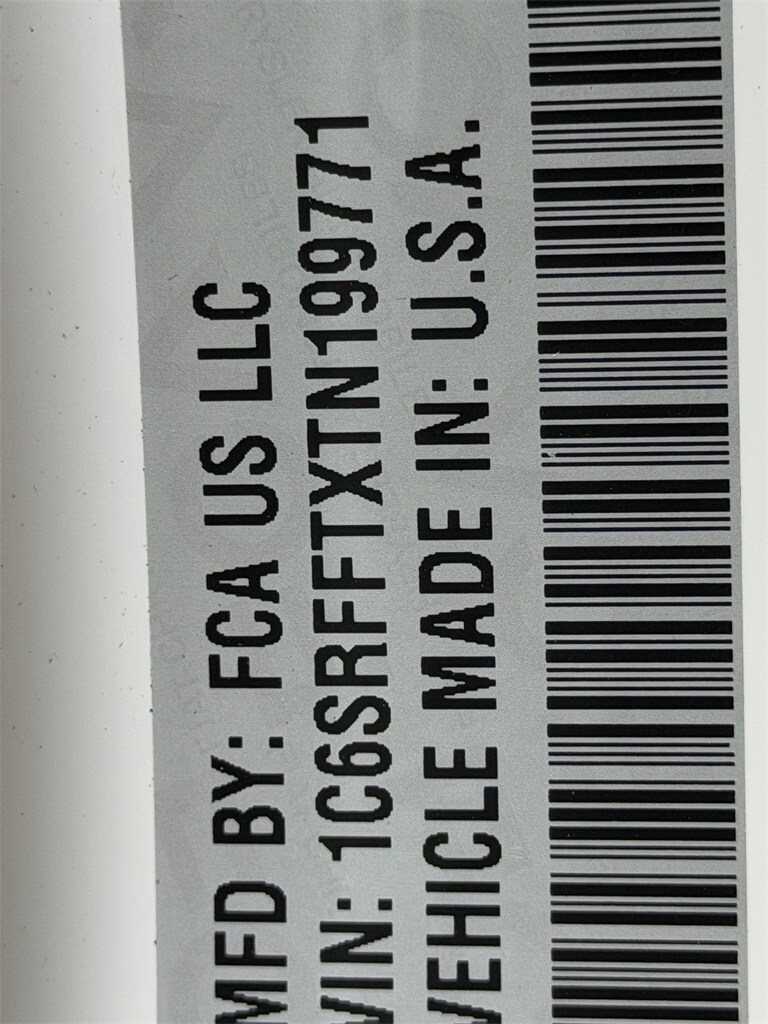 MFD BY: FCA US LLC
VIN: 1C6SRFFTXTN199771
VEHICLE MADE IN: U.S.A.